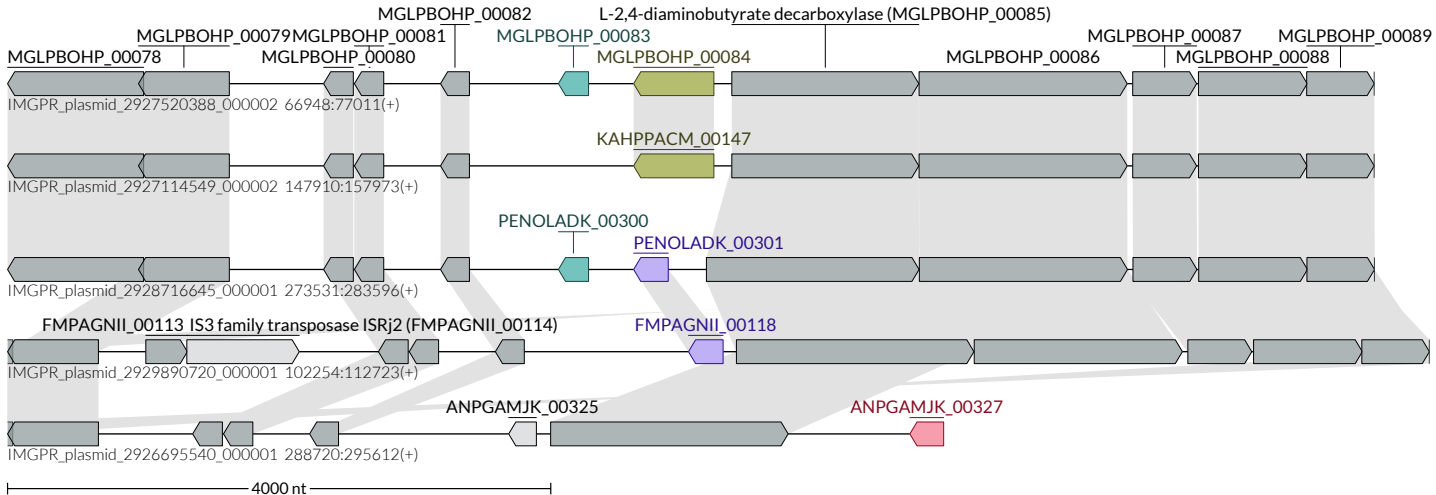 MGLPBOHP_00082 L-2,4-diaminobutyrate decarboxylase (MGLPBOHP_00085)
MGLPBOHP_00079 MGLPBOHP_00081 MGLPBOHP_00083 MGLPBOHP_00087 MGLPBOHP_00089
MGLPBOHP_00078 MGLPBOHP_00080 MGLPBOHP_00084 MGLPBOHP_00086 MGLPBOHP_00088
IMGPR_plasmid_2927520388_000002 66948:77011(+)
KAHPPACM_00147
IMGPR_plasmid_2927114549_000002 147910:157973(+)
PENOLADK_00300
PENOLADK_00301
IMGPR_plasmid_2928716645_000001 273531:283596(+)
FMPAGNII_00113 IS3 family transposase ISRj2 (FMPAGNII_00114) FMPAGNII_00118
IMGPR_plasmid_2929890720_000001 102254:112723(+)
ANPGAMJK_00325 ANPGAMJK_00327
IMGPR_plasmid_2926695540_000001 288720:295612(+)
4000 nt